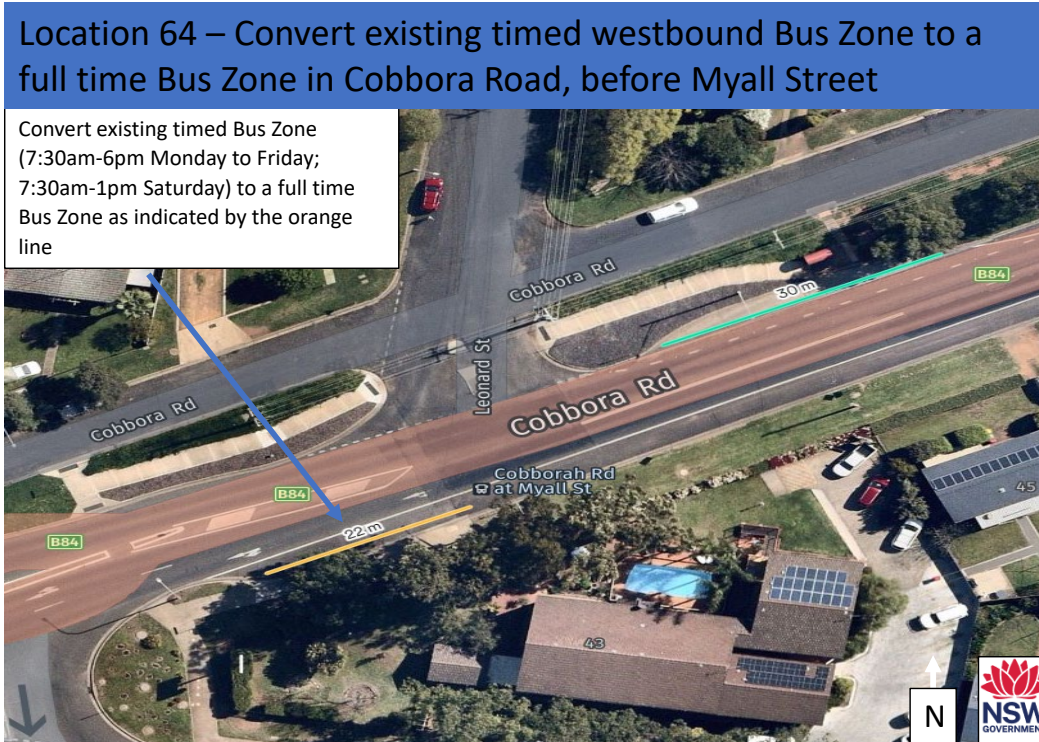 Location 64 – Convert existing timed westbound Bus Zone to a
full time Bus Zone in Cobbora Road, before Myall Street
Convert existing timed Bus Zone
(7:30am-6pm Monday to Friday;
7:30am-1pm Saturday) to a full time
Bus Zone as indicated by the orange
line
Cobbora Rd
30 m
B84
Leonard St
Cobbora Rd
Cobbora Rd
Cobborah Rd
at Myall St
45
B84
22 m
B84
43
N
NSW
GOVERNMENT